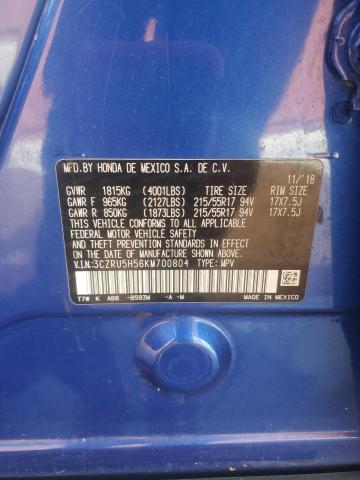 MFD.BY HONDA DE MEXICO S.A. DE C.V.
11/'18
GVWR 1815KG (4001LBS) TIRE SIZE RIM SIZE
GAWR F 965KG (2127LBS) 215/55R17 94V 17X7.5J
GAWR R 850KG (1873LBS) 215/55R17 94V 17X7.5J
THIS VEHICLE CONFORMS TO ALL APPLICABLE
FEDERAL MOTOR VEHICLE SAFETY AND THEFT
PREVENTION STANDARDS IN EFFECT ON THE
DATE OF MANUFACTURE SHOWN ABOVE.
V.I.N:3CZRU5H56KM700804 TYPE: MPV
T7W K ABB -B593M -A -M MADE IN MEXICO